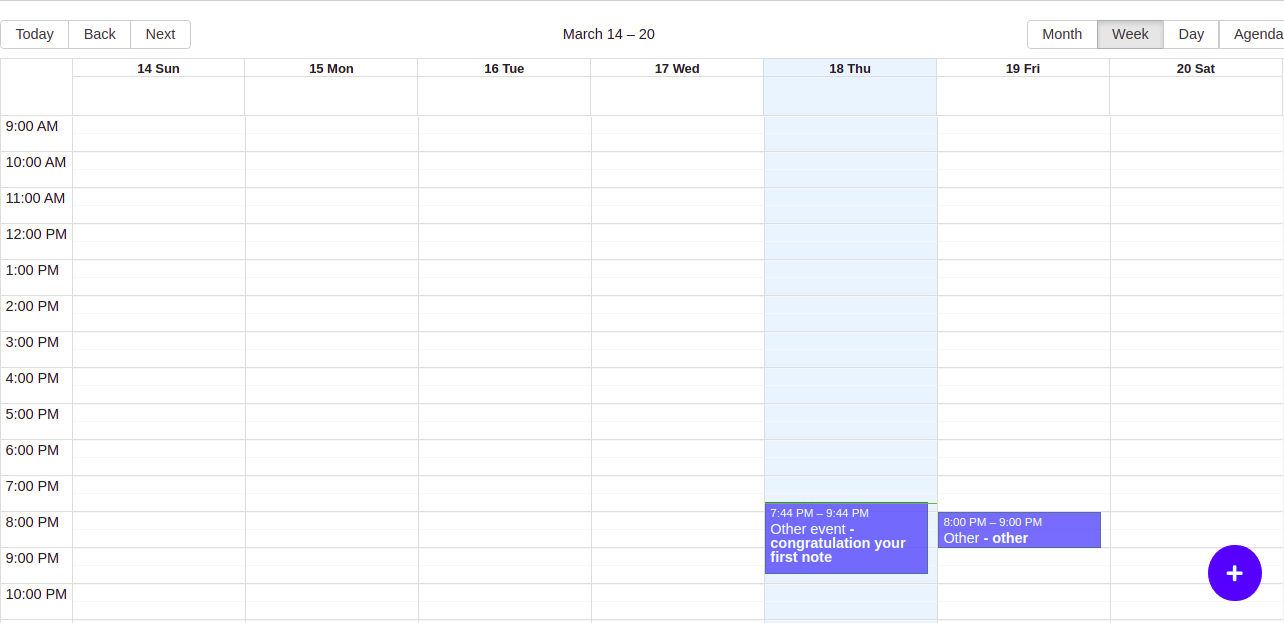 Today Back Next March 14 – 20 Month Week Day Agenda
14 Sun 15 Mon 16 Tue 17 Wed 18 Thu 19 Fri 20 Sat
9:00 AM
10:00 AM
11:00 AM
12:00 PM
1:00 PM
2:00 PM
3:00 PM
4:00 PM
5:00 PM
6:00 PM
7:00 PM
7:44 PM – 9:44 PM
Other event - 
congratulation your
first note
8:00 PM – 9:00 PM
Other - other
8:00 PM
9:00 PM
10:00 PM
+